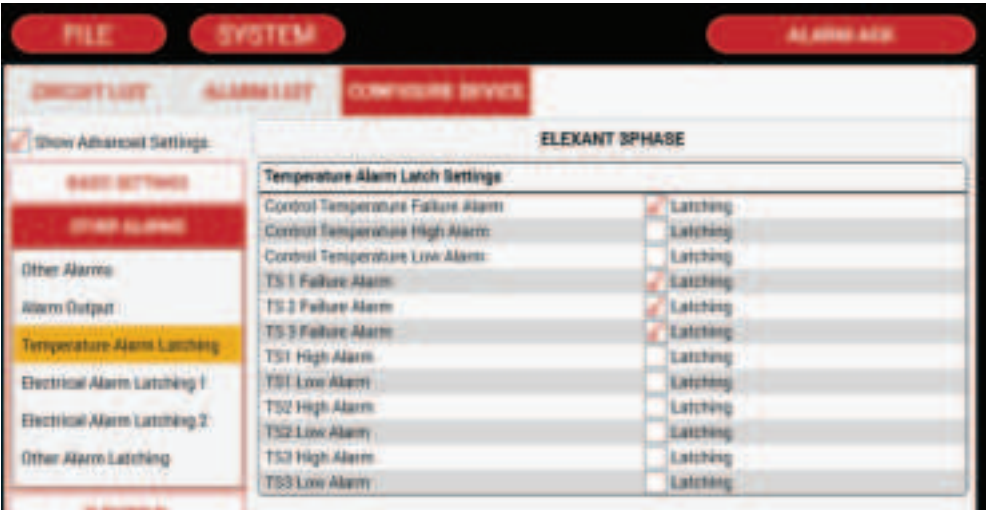 FILE SYSTEM ALARM ACK
CIRCUIT LIST ALARM LIST CONFIGURE DEVICE
Show Advanced Settings
ELEXANT 3PHASE
BASIC SETTINGS
Temperature Alarm Latch Settings
OTHER ALARMS
Control Temperature Failure Alarm Latching
Control Temperature High Alarm Latching
Control Temperature Low Alarm Latching
Other Alarms
TS 1 Failure Alarm Latching
Alarm Output
TS 2 Failure Alarm Latching
Temperature Alarm Latching
TS 3 Failure Alarm Latching
TS1 High Alarm Latching
Electrical Alarm Latching 1
TS1 Low Alarm Latching
Electrical Alarm Latching 2
TS2 High Alarm Latching
TS2 Low Alarm Latching
Other Alarm Latching
TS3 High Alarm Latching
TS3 Low Alarm Latching